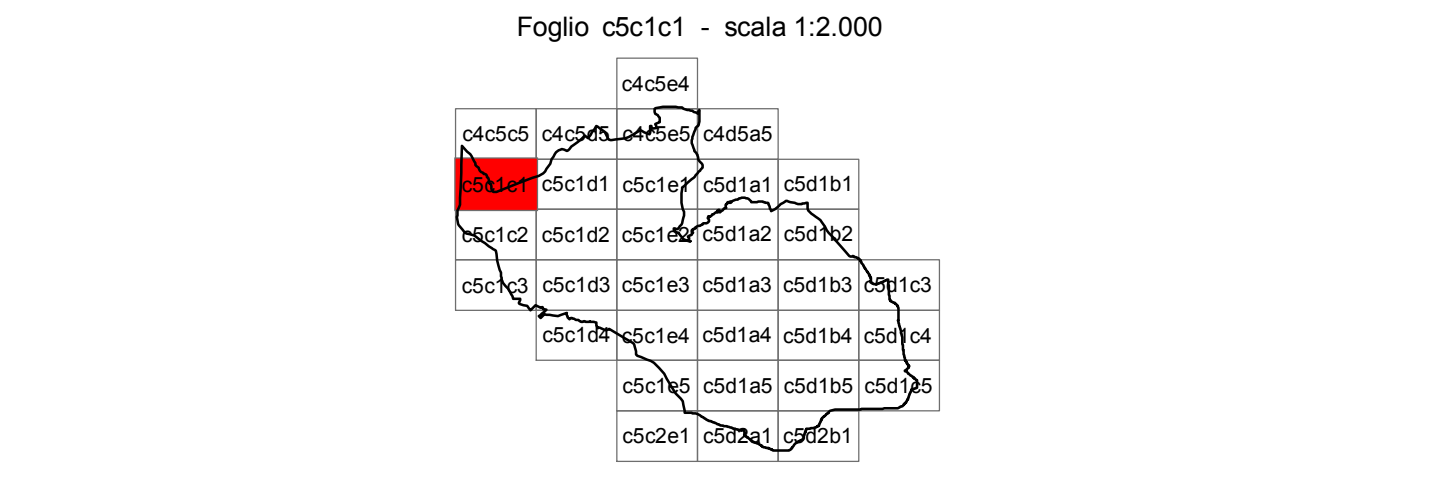 Foglio c5c1c1 - scala 1:2.000
c4c5e4
c4c5c5 c4c5d5 c4c5e5 c4d5a5
c5c1c1 c5c1d1 c5c1e1 c5d1a1 c5d1b1
c5c1c2 c5c1d2 c5c1e2 c5d1a2 c5d1b2
c5c1c3 c5c1d3 c5c1e3 c5d1a3 c5d1b3 c5d1c3
c5c1d4 c5c1e4 c5d1a4 c5d1b4 c5d1c4
c5c1e5 c5d1a5 c5d1b5 c5d1c5
c5c2e1 c5d2a1 c5d2b1